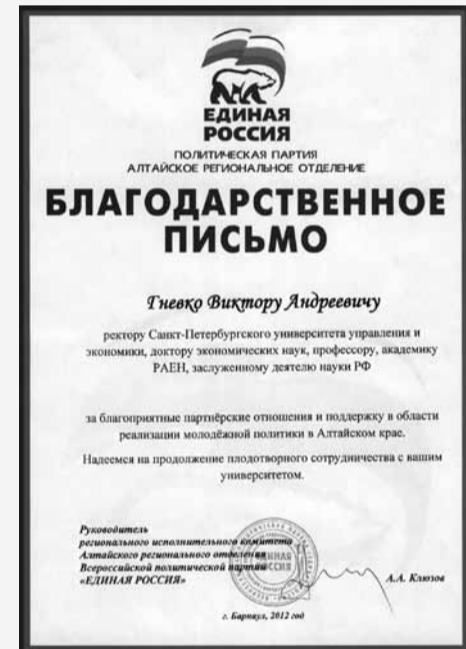 ЕДИНАЯ
РОССИЯ
ПОЛИТИЧЕСКАЯ ПАРТИЯ
АЛТАЙСКОЕ РЕГИОНАЛЬНОЕ ОТДЕЛЕНИЕ
БЛАГОДАРСТВЕННОЕ
ПИСЬМО
Гневко Виктору Андреевичу
ректору Санкт-Петербургского университета управления и
экономики, доктору экономических наук, профессору, академику
РАЕН, заслуженному деятелю науки РФ
за благоприятные партнёрские отношения и поддержку в области
реализации молодёжной политики в Алтайском крае.
Надеемся на продолжение плодотворного сотрудничества с вашим
университетом.
Руководитель
регионального исполнительного комитета
Алтайского регионального отделения
Всероссийской политической партии
«ЕДИНАЯ РОССИЯ»
А.А. Клюзов
г. Барнаул, 2012 год